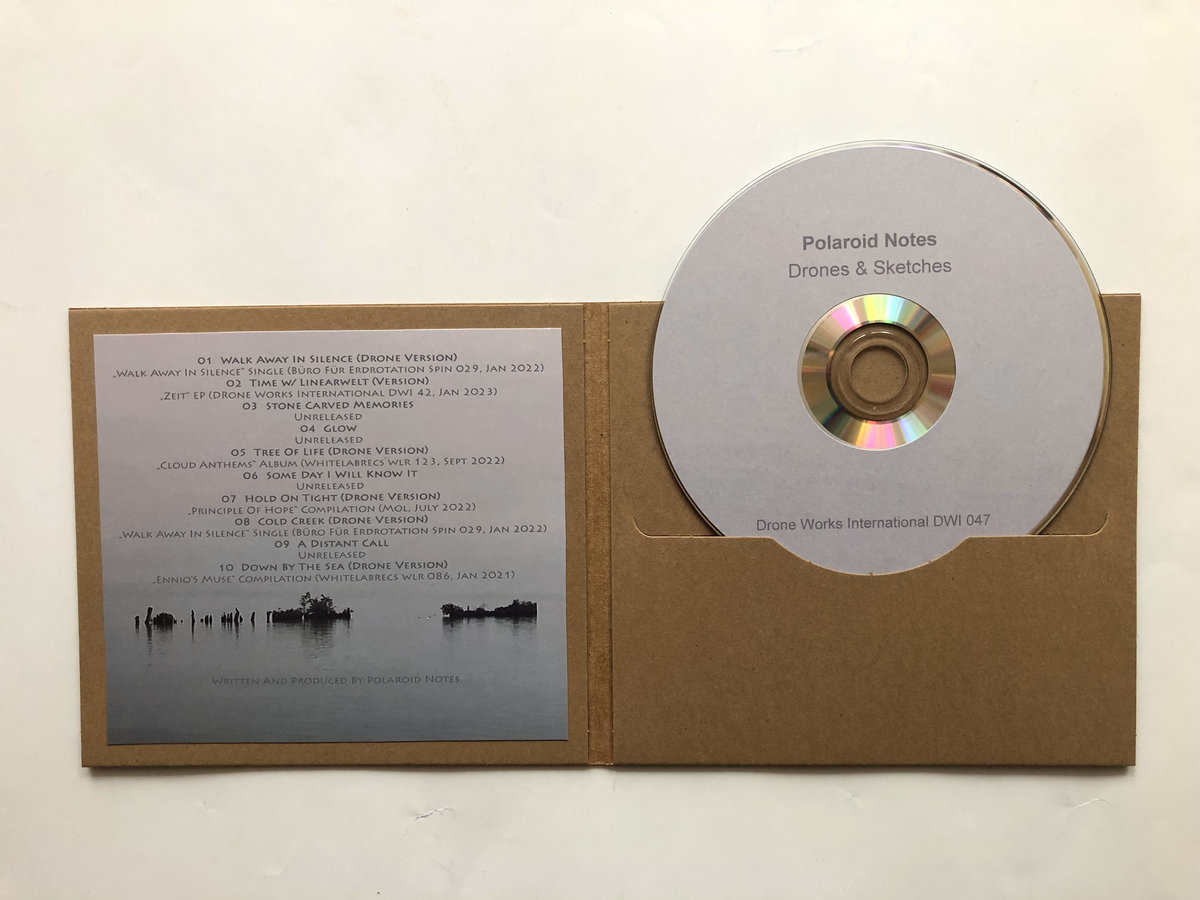 01 Walk Away In Silence (Drone Version)
„Walk Away In Silence“ Single (Büro Für Erdrotation Spin 029, Jan 2022)
02 Time w/ Linearwelt (Version)
„Zeit“ EP (Drone Works International DWI 42, Jan 2023)
03 Stone Carved Memories
Unreleased
04 Glow
Unreleased
05 Tree Of Life (Drone Version)
„Cloud Anthems“ Album (Whitelabrecs wlr 123, Sept 2022)
06 Some Day I Will Know It
Unreleased
07 Hold On Tight (Drone Version)
„Principle Of Hope“ Compilation (Mol, July 2022)
08 Cold Creek (Drone Version)
„Walk Away In Silence“ Single (Büro Für Erdrotation Spin 029, Jan 2022)
09 A Distant Call
Unreleased
10 Down By The Sea (Drone Version)
„Ennio's Muse“ Compilation (Whitelabrecs wlr 086, Jan 2021)
Written And Produced By Polaroid Notes
Polaroid Notes
Drones & Sketches
Drone Works International DWI 047